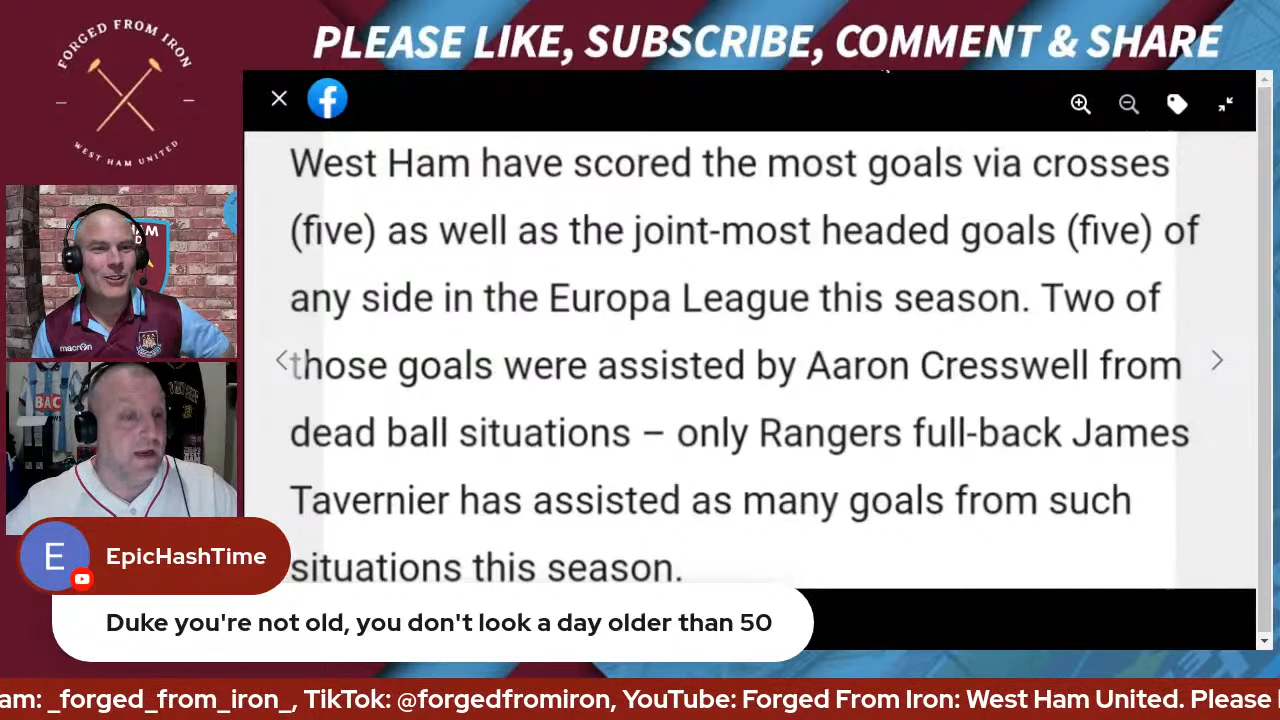 FORGED FROM IRON
WEST HAM UNITED
PLEASE LIKE, SUBSCRIBE, COMMENT & SHARE
West Ham have scored the most goals via crosses
(five) as well as the joint-most headed goals (five) of
any side in the Europa League this season. Two of
those goals were assisted by Aaron Cresswell from
dead ball situations – only Rangers full-back James
Tavernier has assisted as many goals from such
situations this season.
macron
BAC
E
EpicHashTime
Duke you're not old, you don't look a day older than 50
am: _forged_from_iron_, TikTok: @forgedfromiron, YouTube: Forged From Iron: West Ham United. Please